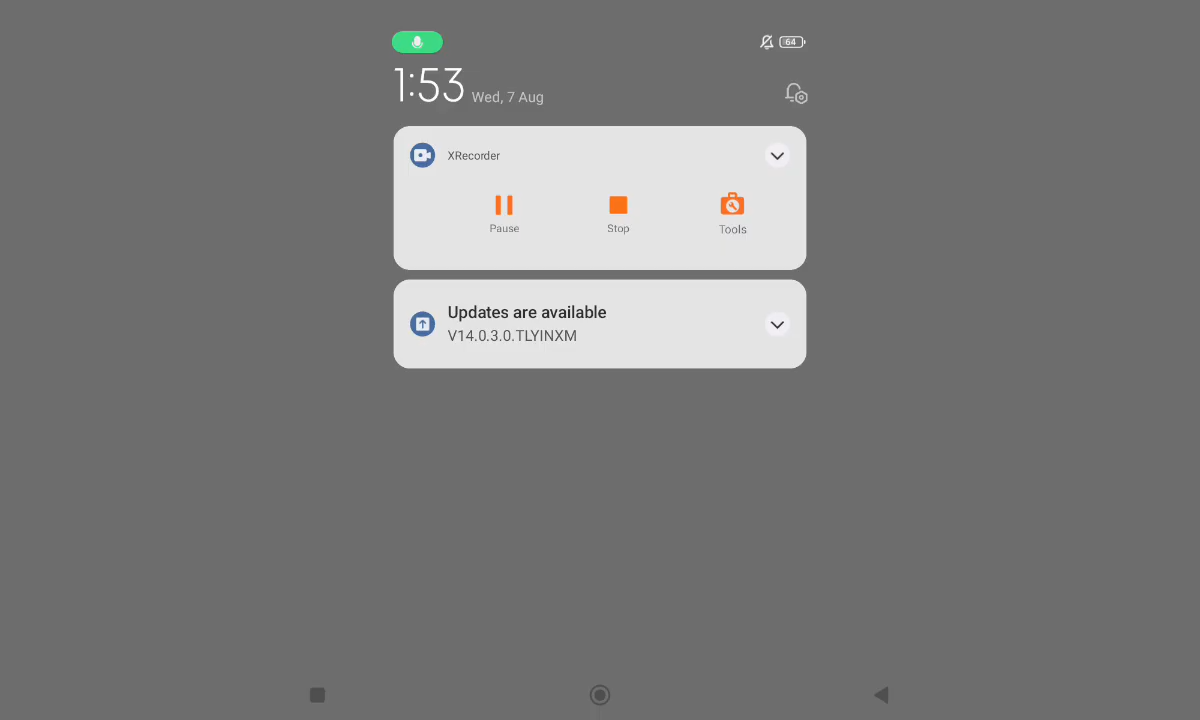 64
1:53 Wed, 7 Aug
XRecorder
Pause Stop Tools
Updates are available
V14.0.3.0.TLYINXM